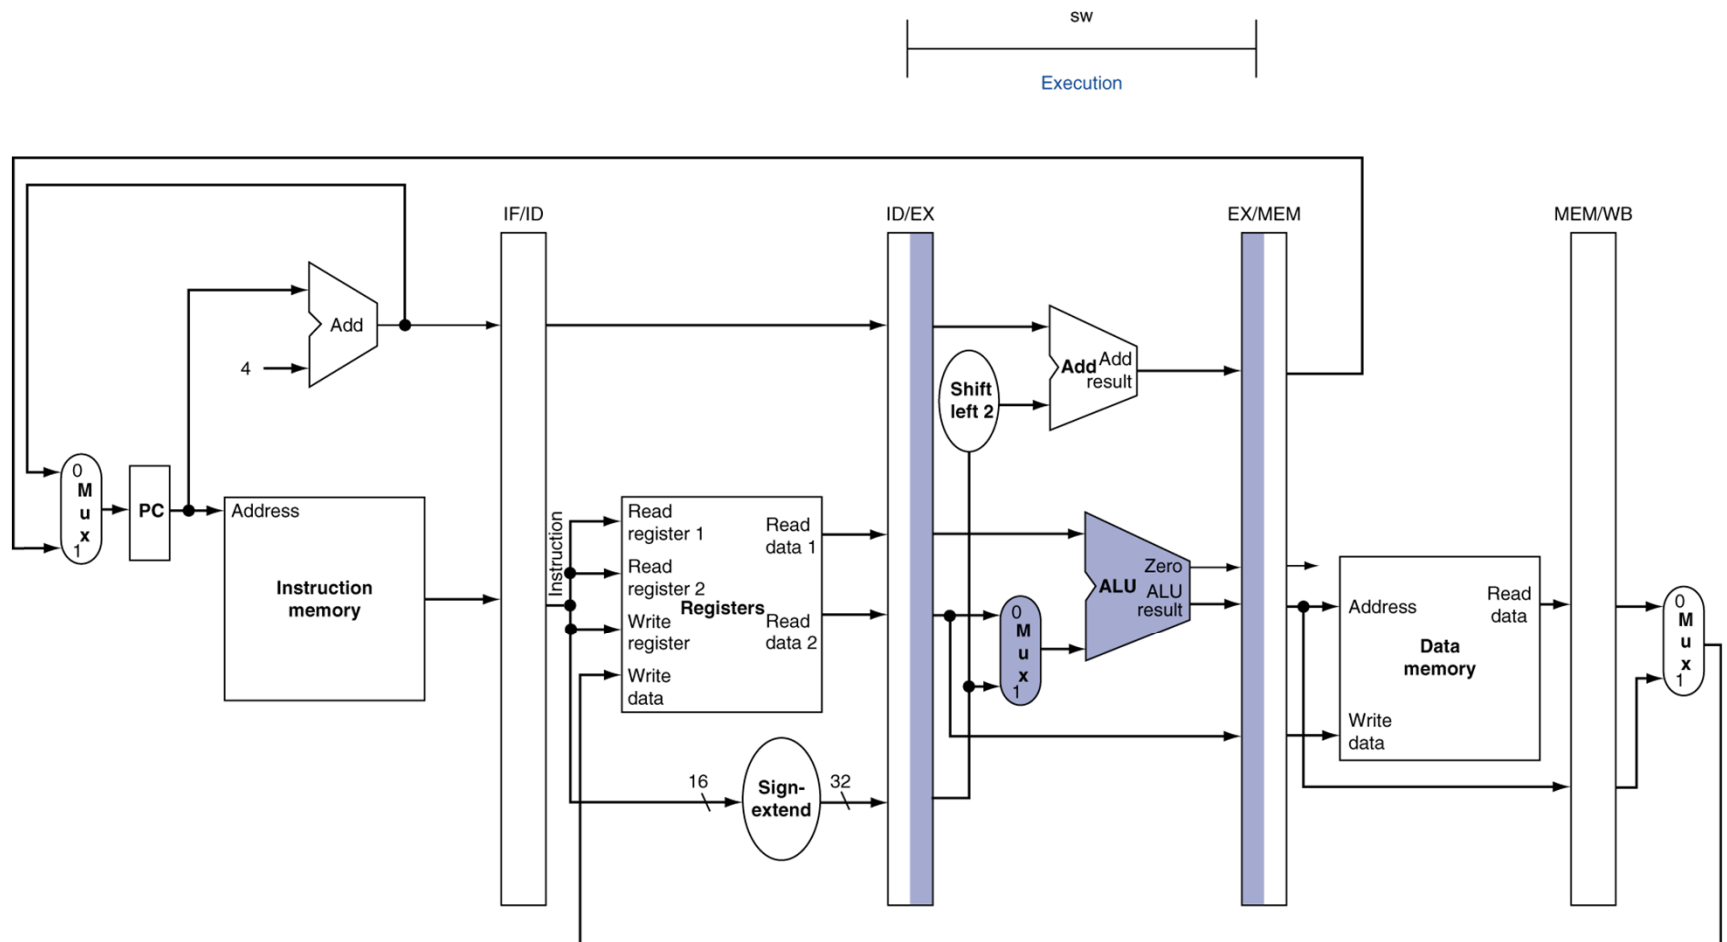 sw
Execution
IF/ID
ID/EX
EX/MEM
MEM/WB
Add
4
Add Add
result
Shift
left 2
0
M
u
x
1
PC
Address
Instruction
memory
Instruction
Read
register 1
Read
register 2
Write
register
Write
data
Registers
Read
data 1
Read
data 2
16
Sign-
extend
32
0
M
u
x
1
Zero
ALU
ALU
result
Address
Read
data
Data
memory
Write
data
0
M
u
x
1